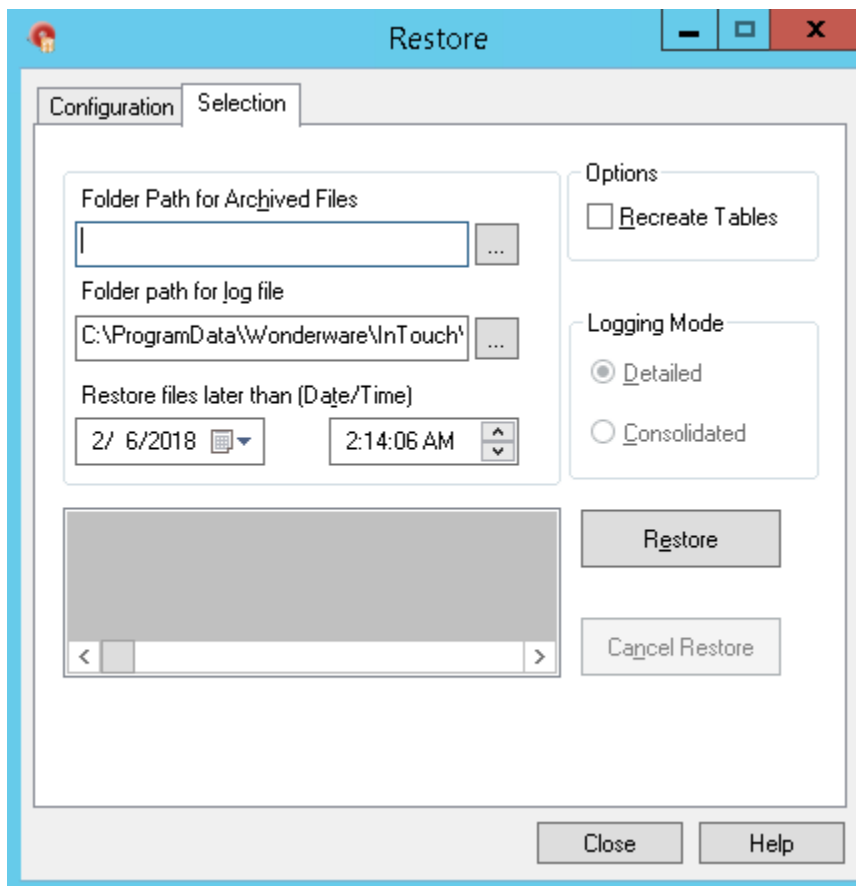 Restore
Configuration
Selection
Folder Path for Archived Files
...
Folder path for log file
C:\ProgramData\Wonderware\InTouch\
...
Restore files later than (Date/Time)
2/ 6/2018
2:14:06 AM
Options
Recreate Tables
Logging Mode
Detailed
Consolidated
Restore
Cancel Restore
Close
Help